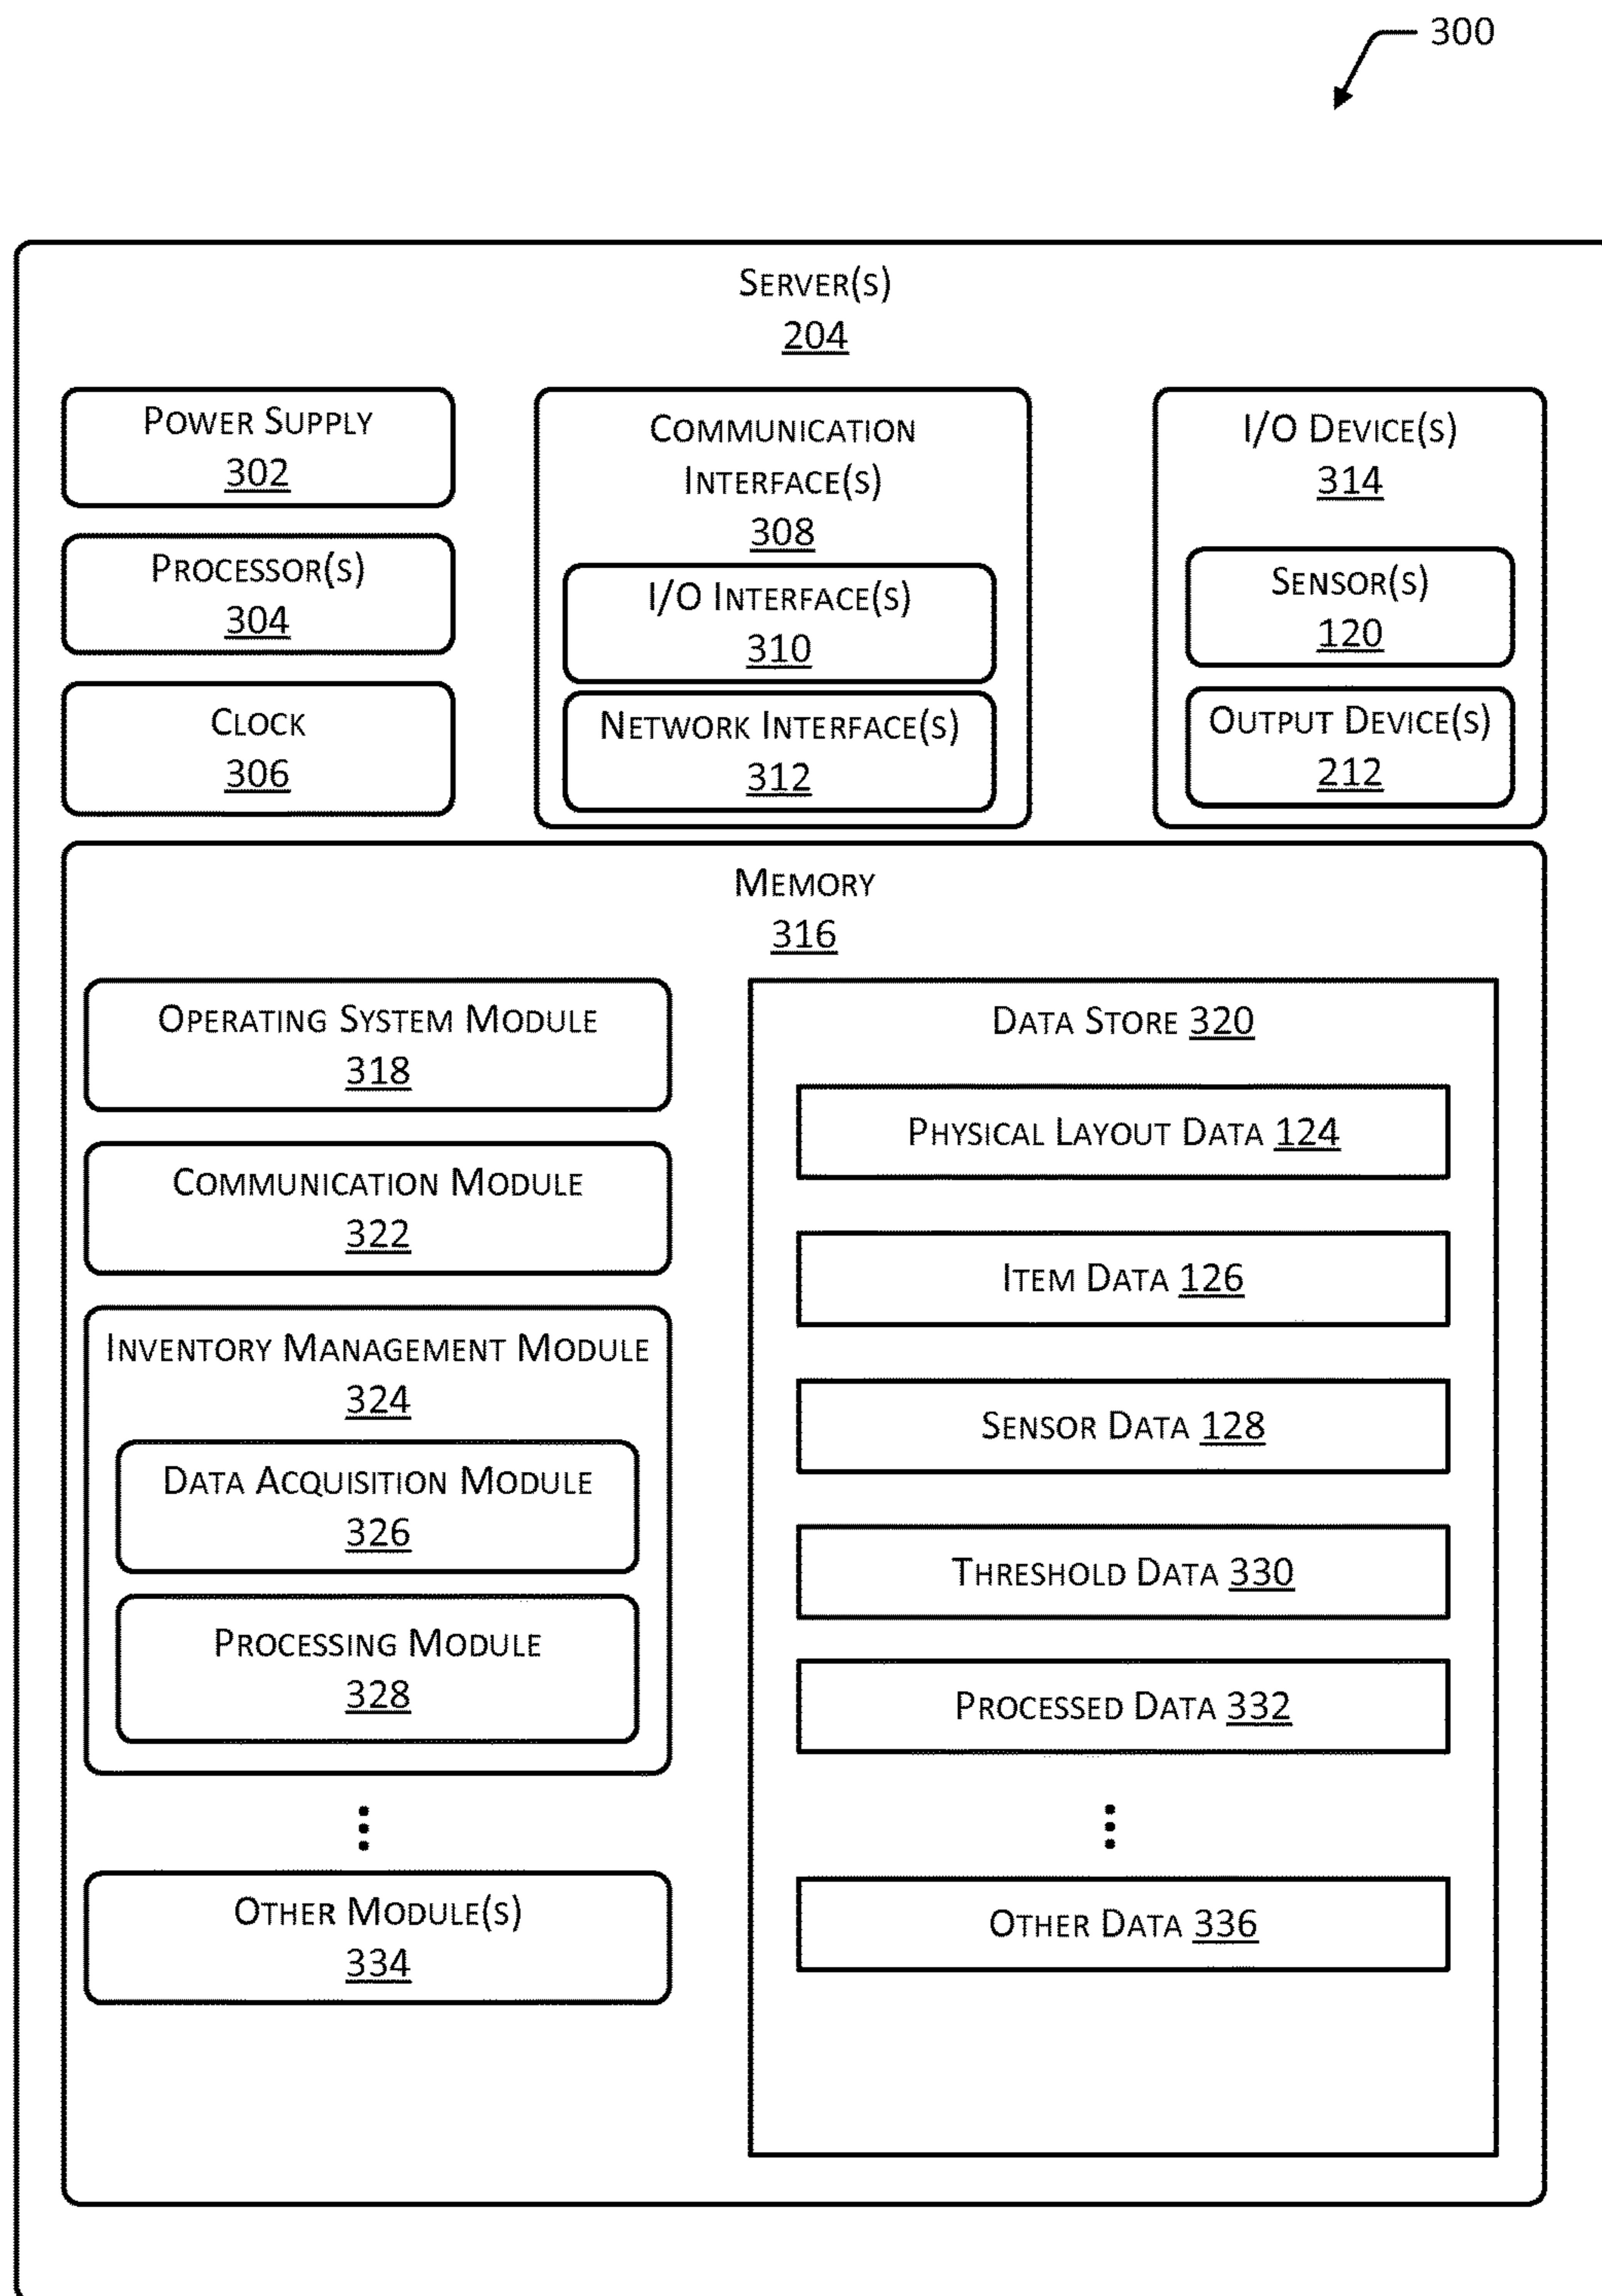 300
SERVER(S)
204
POWER SUPPLY
302
PROCESSOR(S)
304
CLOCK
306
COMMUNICATION
INTERFACE(S)
308
I/O INTERFACE(S)
310
NETWORK INTERFACE(S)
312
I/O DEVICE(S)
314
SENSOR(S)
120
OUTPUT DEVICE(S)
212
MEMORY
316
OPERATING SYSTEM MODULE
318
COMMUNICATION MODULE
322
INVENTORY MANAGEMENT MODULE
324
DATA ACQUISITION MODULE
326
PROCESSING MODULE
328
OTHER MODULE(S)
334
DATA STORE 320
PHYSICAL LAYOUT DATA 124
ITEM DATA 126
SENSOR DATA 128
THRESHOLD DATA 330
PROCESSED DATA 332
OTHER DATA 336